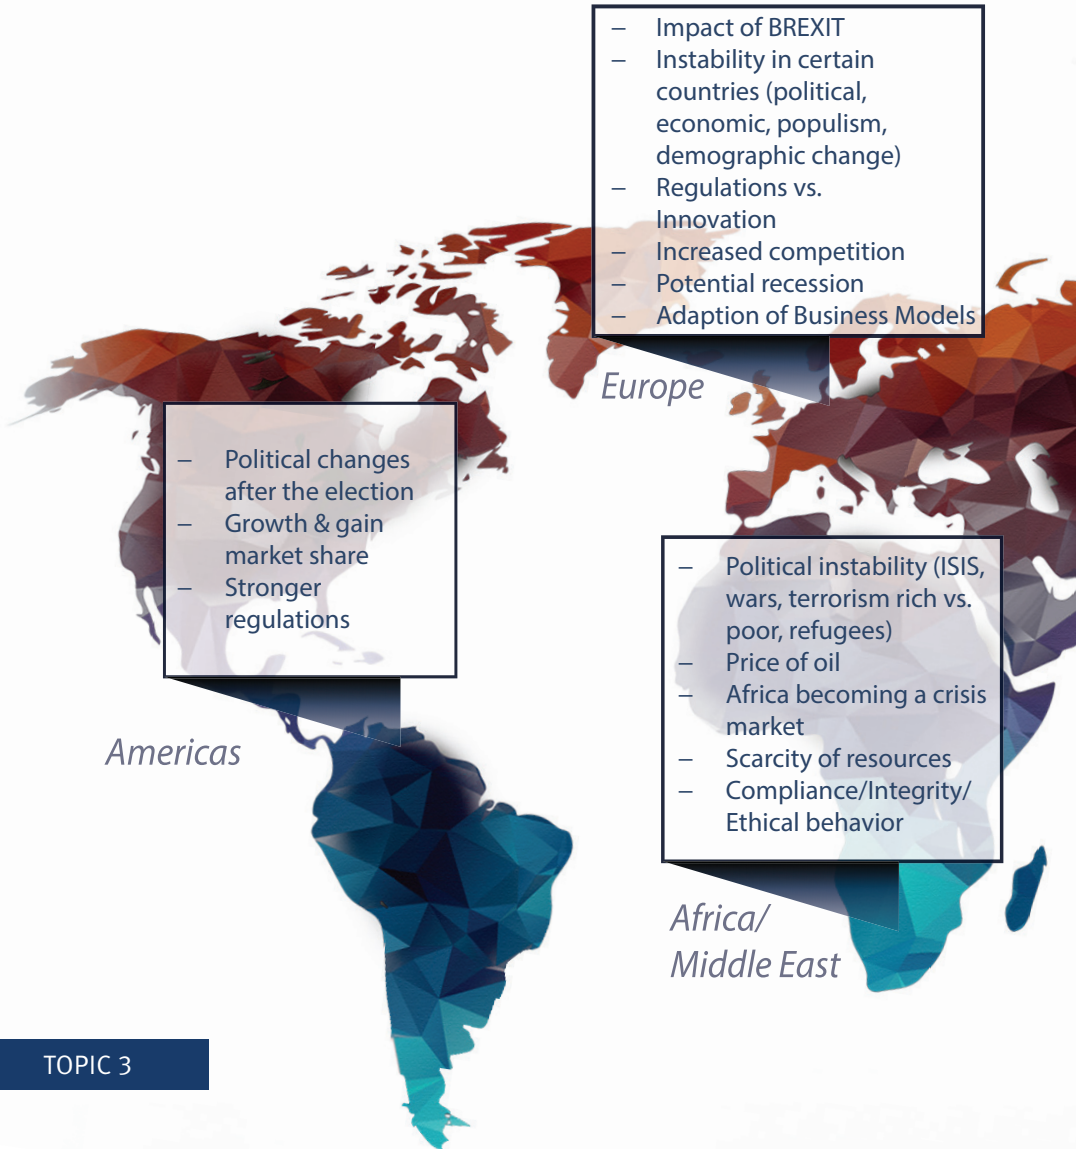 – Impact of BREXIT
– Instability in certain
countries (political,
economic, populism,
demographic change)
– Regulations vs.
Innovation
– Increased competition
– Potential recession
– Adaption of Business Models
Europe
– Political changes
after the election
– Growth & gain
market share
– Stronger
regulations
Americas
– Political instability (ISIS,
wars, terrorism rich vs.
poor, refugees)
– Price of oil
– Africa becoming a crisis
market
– Scarcity of resources
– Compliance/Integrity/
Ethical behavior
Africa/
Middle East
TOPIC 3